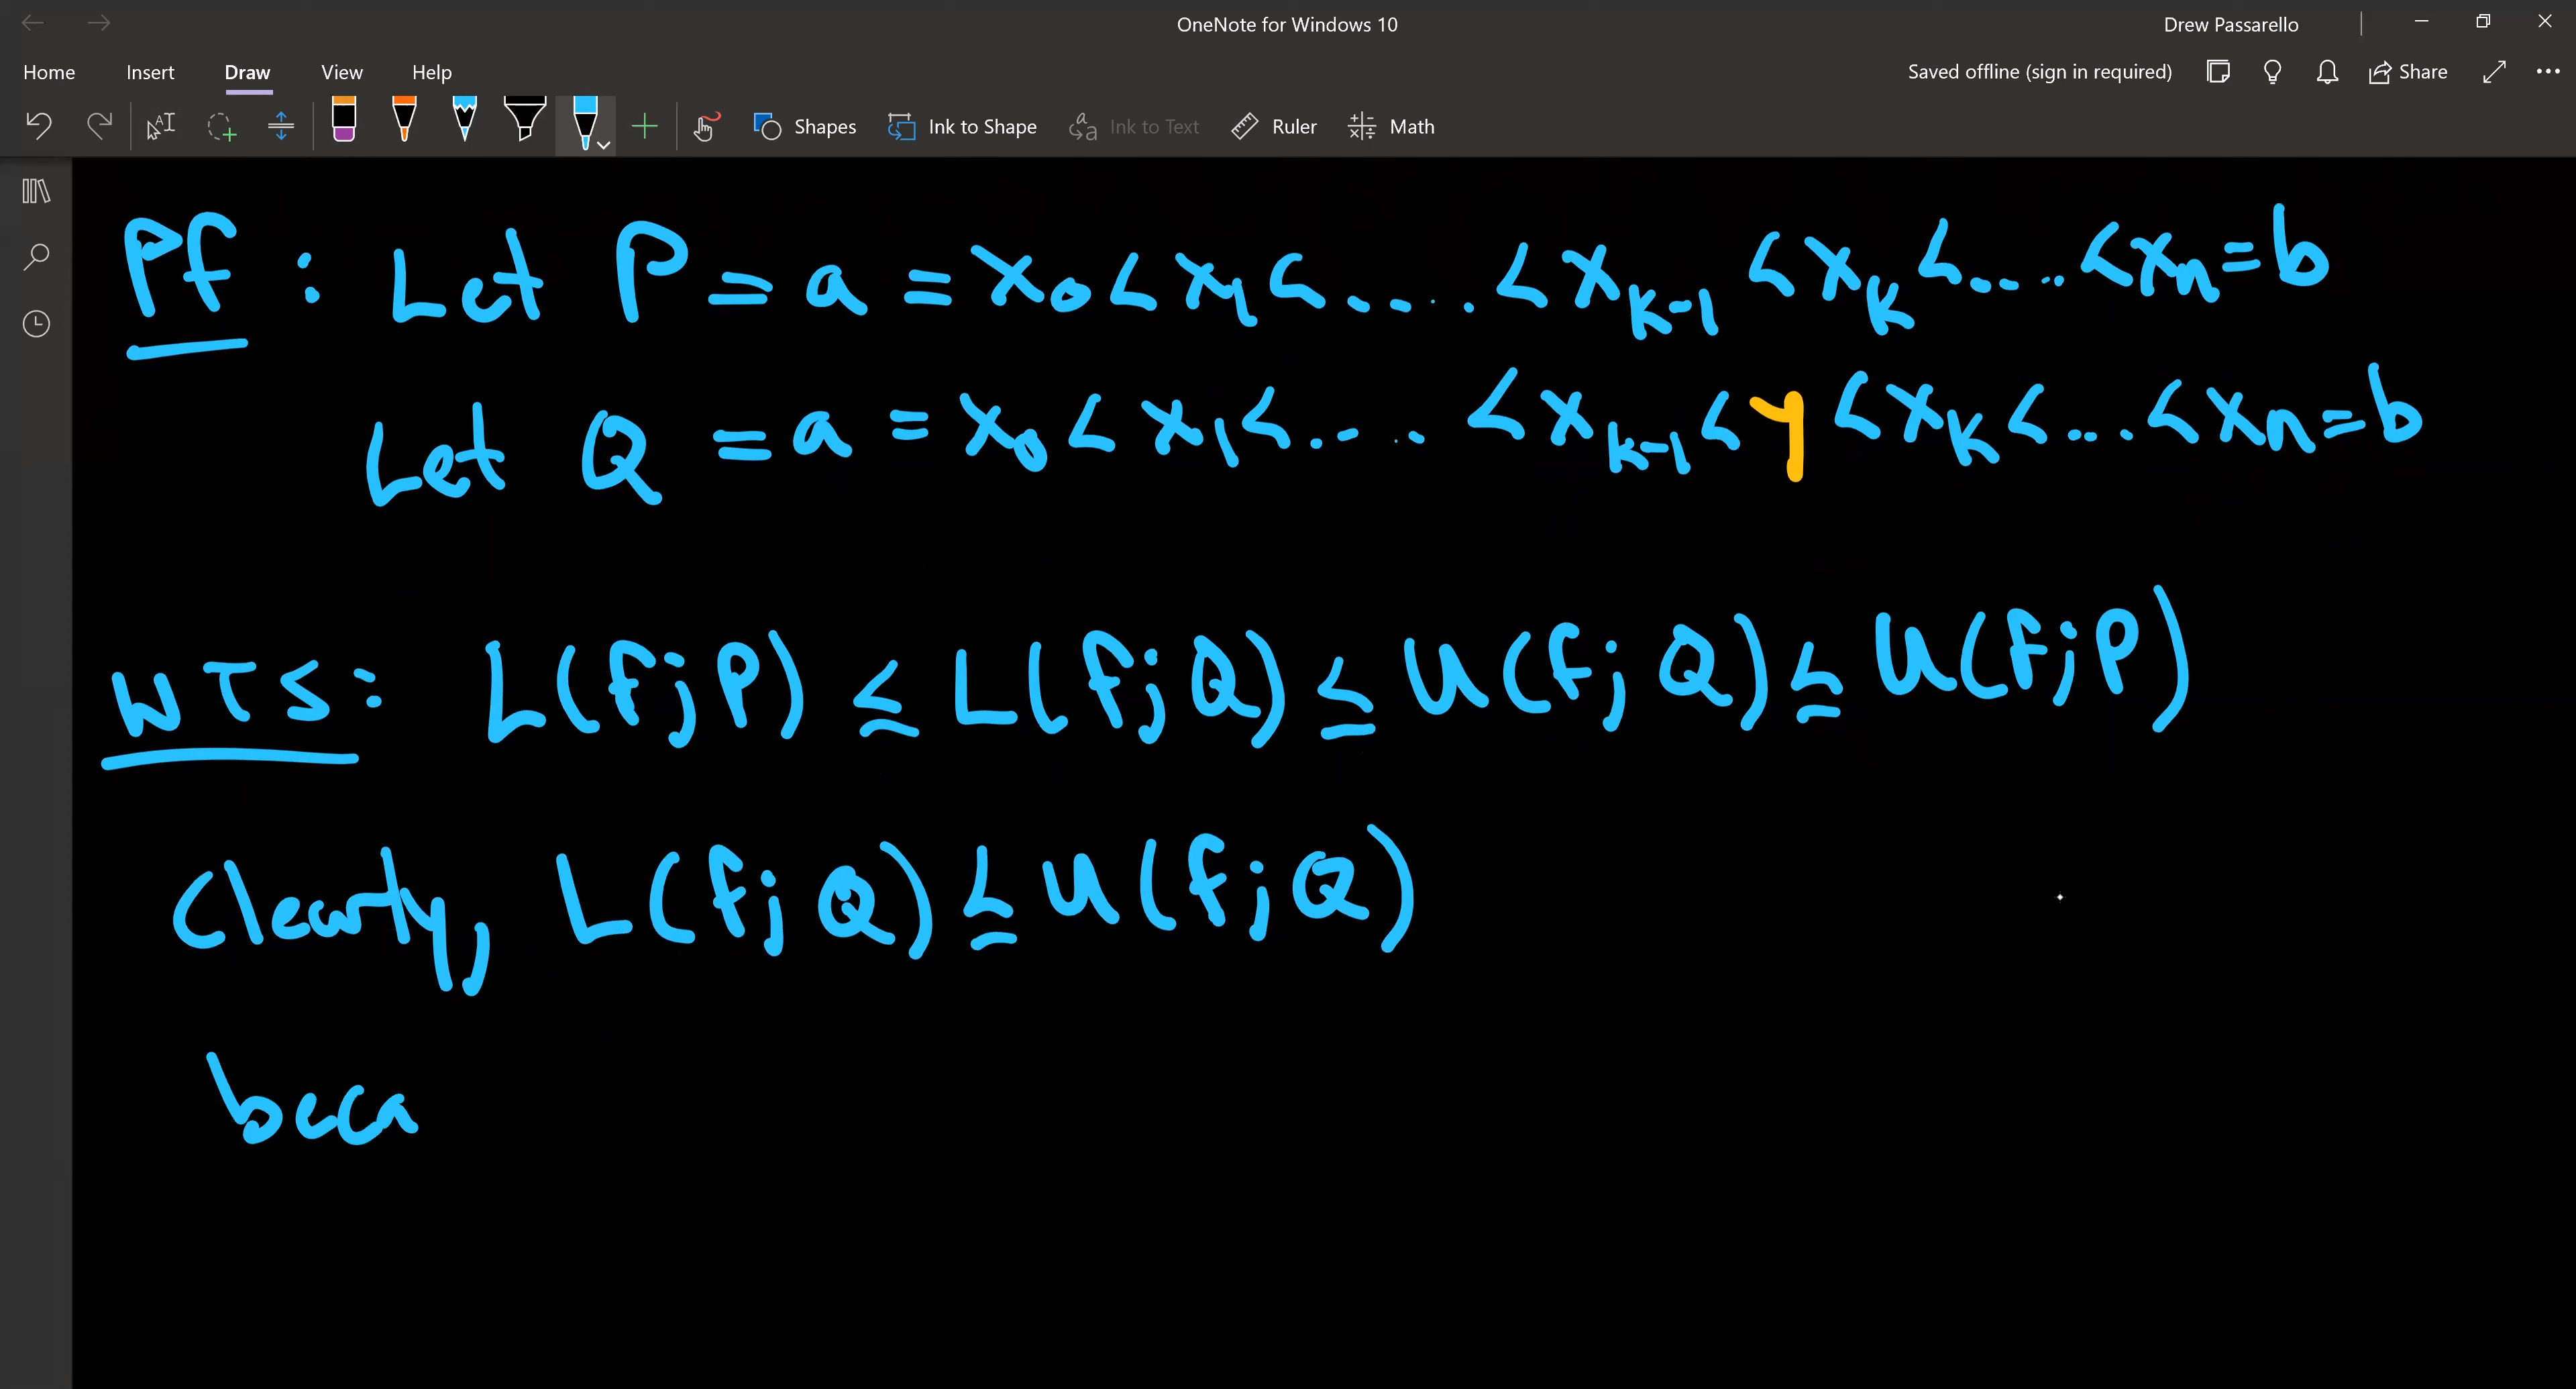 OneNote for Windows 10
Drew Passarello
Home Insert Draw View Help
Saved offline (sign in required) Share
Shapes Ink to Shape Ink to Text Ruler Math
Pf : Let P = a = x₀ < x₁ < ..... < xₖ₋₁ < xₖ < ..... < xₙ = b
Let Q = a = x₀ < x₁ < ..... < xₖ₋₁ < y < xₖ < .... < xₙ = b
WTS: L(f;P) ≤ L(f;Q) ≤ U(f;Q) ≤ U(f;P)
Clearly, L(f;Q) ≤ U(f;Q)
beca